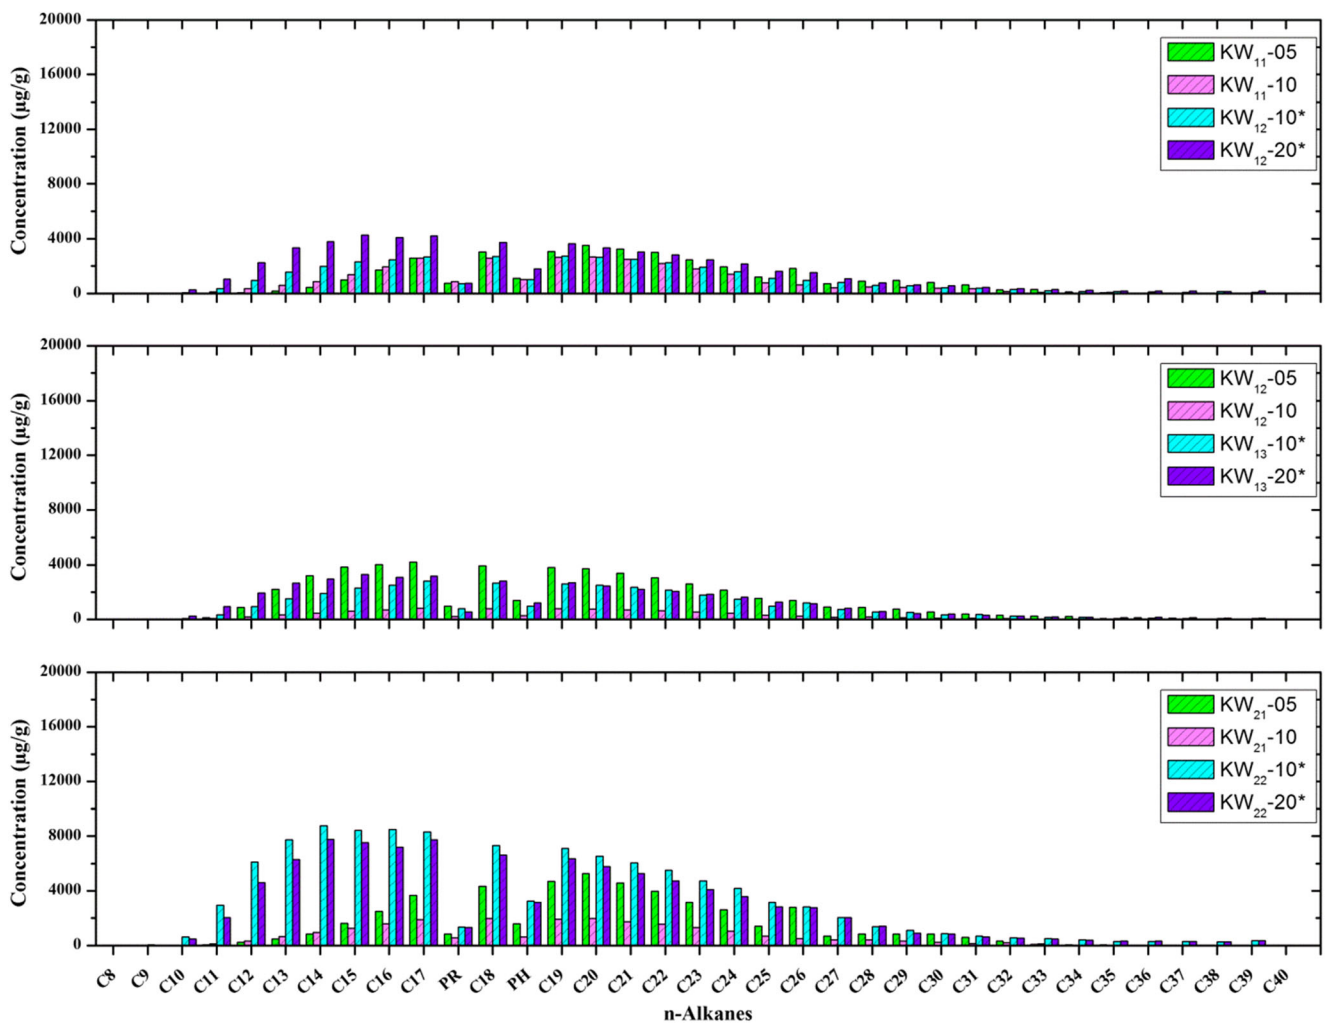 20000
16000
12000
8000
4000
0
Concentration (µg/g)
KW11-05
KW11-10
KW12-10*
KW12-20*
20000
16000
12000
8000
4000
0
Concentration (µg/g)
KW12-05
KW12-10
KW13-10*
KW13-20*
20000
16000
12000
8000
4000
0
Concentration (µg/g)
KW21-05
KW21-10
KW22-10*
KW22-20*
C8 C9 C10 C11 C12 C13 C14 C15 C16 C17 PR C18 PH C19 C20 C21 C22 C23 C24 C25 C26 C27 C28 C29 C30 C31 C32 C33 C34 C35 C36 C37 C38 C39 C40
n-Alkanes